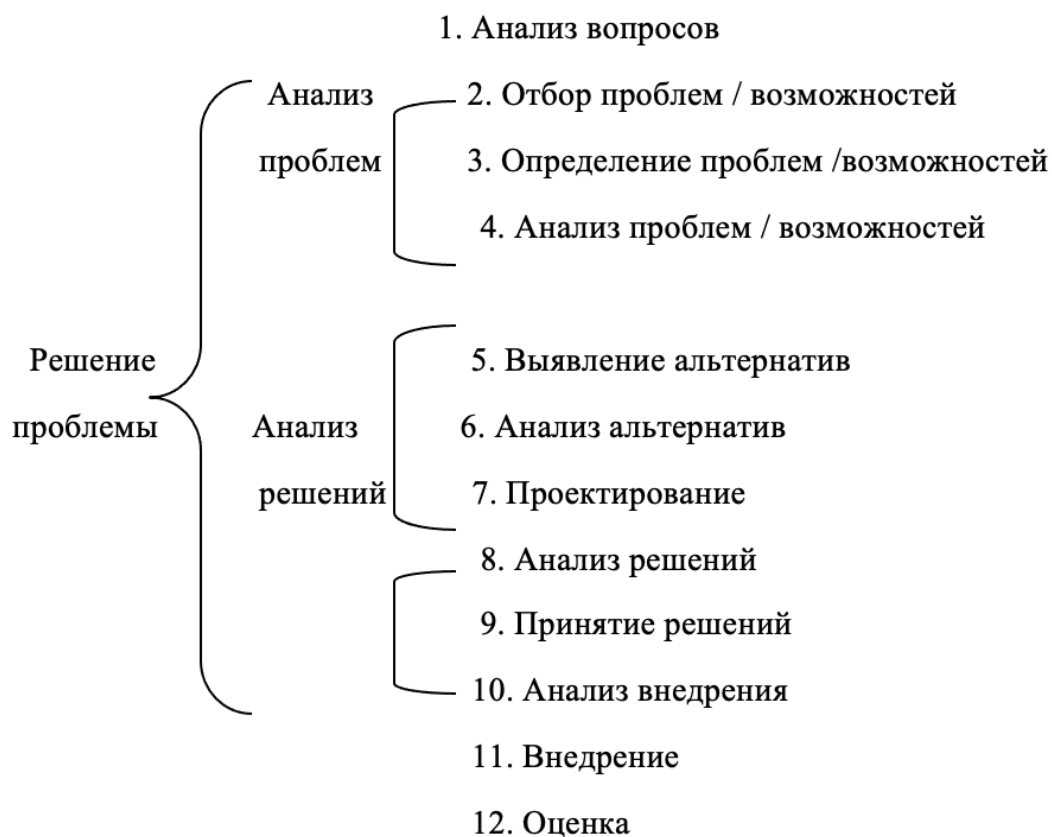 1. Анализ вопросов
Анализ
проблем
2. Отбор проблем / возможностей
3. Определение проблем /возможностей
4. Анализ проблем / возможностей
Решение
проблемы
Анализ
решений
5. Выявление альтернатив
6. Анализ альтернатив
7. Проектирование
8. Анализ решений
9. Принятие решений
10. Анализ внедрения
11. Внедрение
12. Оценка